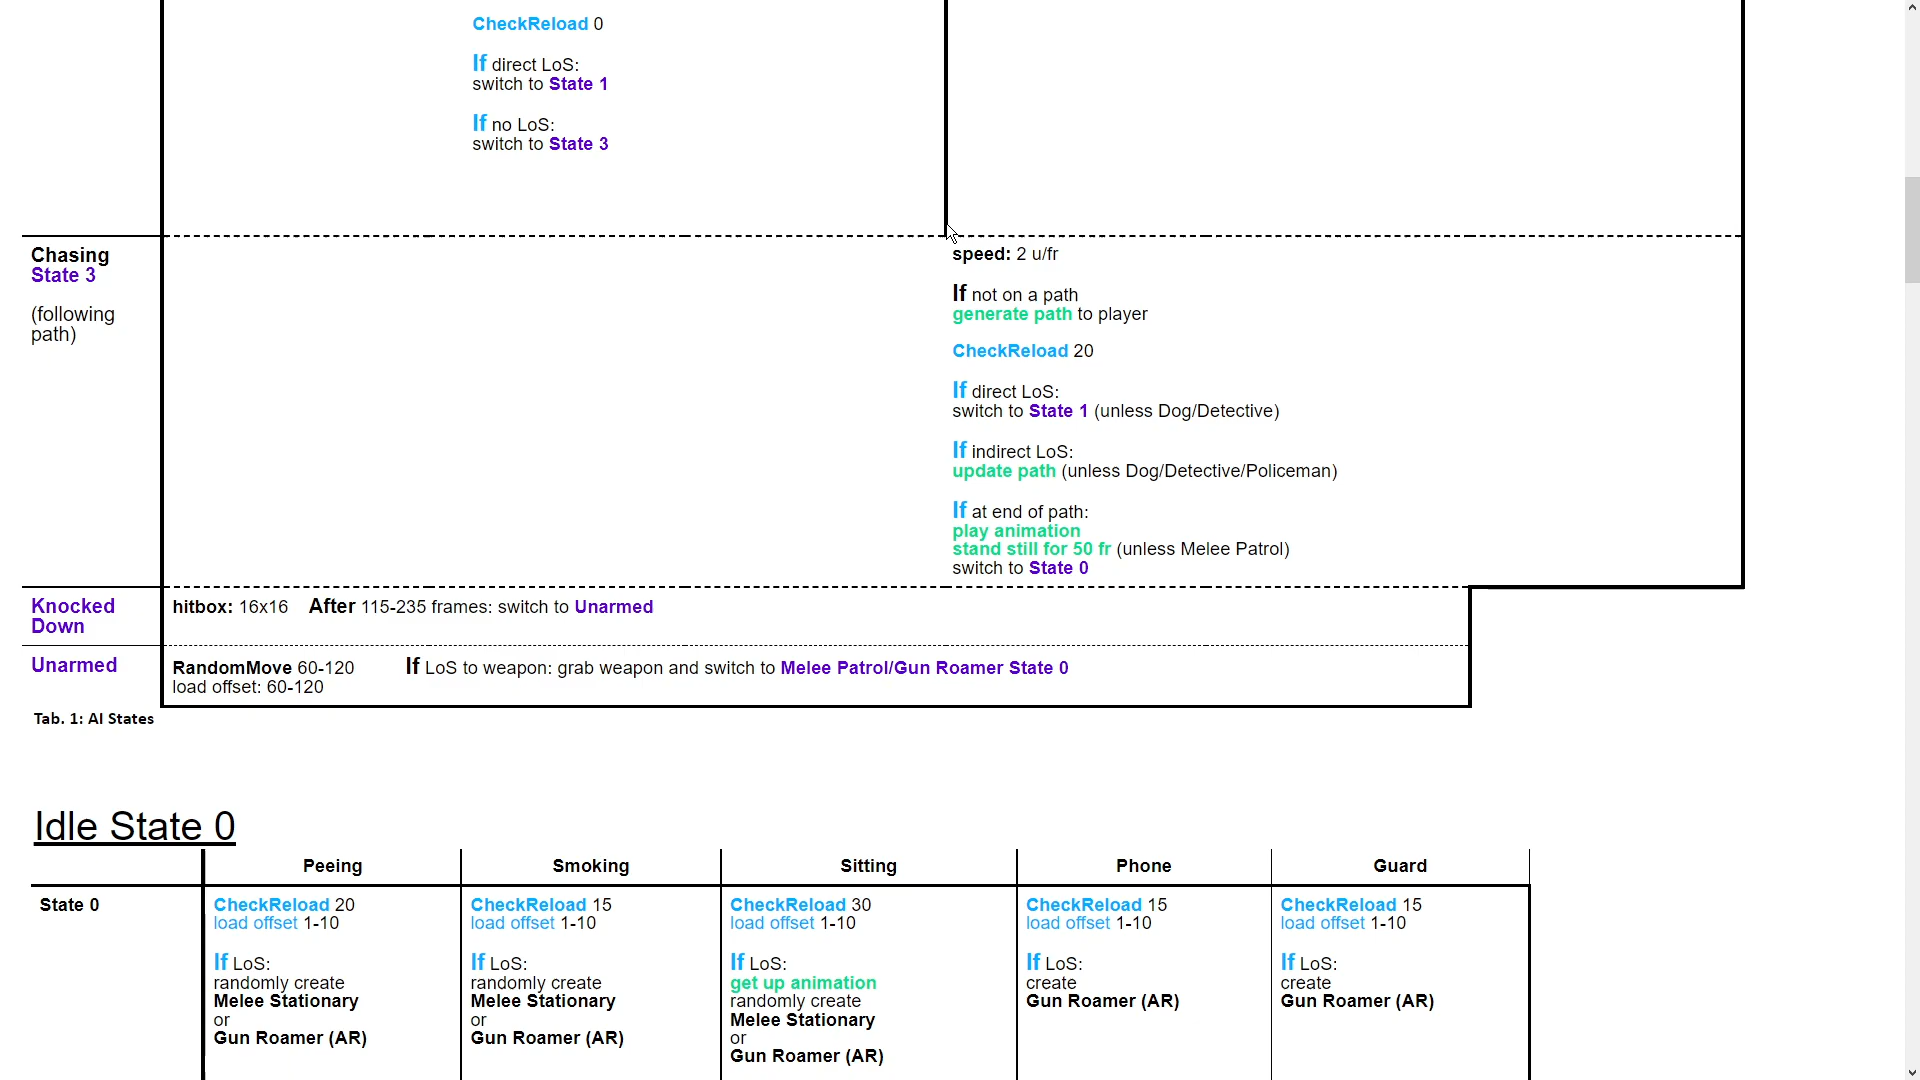 CheckReload 0
If direct LoS:
switch to State 1
If no LoS:
switch to State 3
Chasing
State 3
(following
path)
speed: 2 u/fr
If not on a path
generate path to player
CheckReload 20
If direct LoS:
switch to State 1 (unless Dog/Detective)
If indirect LoS:
update path (unless Dog/Detective/Policeman)
If at end of path:
play animation
stand still for 50 fr (unless Melee Patrol)
switch to State 0
Knocked
Down
hitbox: 16x16 After 115-235 frames: switch to Unarmed
Unarmed
RandomMove 60-120 If LoS to weapon: grab weapon and switch to Melee Patrol/Gun Roamer State 0
load offset: 60-120
Tab. 1: AI States
Idle State 0
Peeing Smoking Sitting Phone Guard
State 0
CheckReload 20
load offset 1-10
If LoS:
randomly create
Melee Stationary
or
Gun Roamer (AR)
CheckReload 15
load offset 1-10
If LoS:
randomly create
Melee Stationary
or
Gun Roamer (AR)
CheckReload 30
load offset 1-10
If LoS:
get up animation
randomly create
Melee Stationary
or
Gun Roamer (AR)
CheckReload 15
load offset 1-10
If LoS:
create
Gun Roamer (AR)
CheckReload 15
load offset 1-10
If LoS:
create
Gun Roamer (AR)